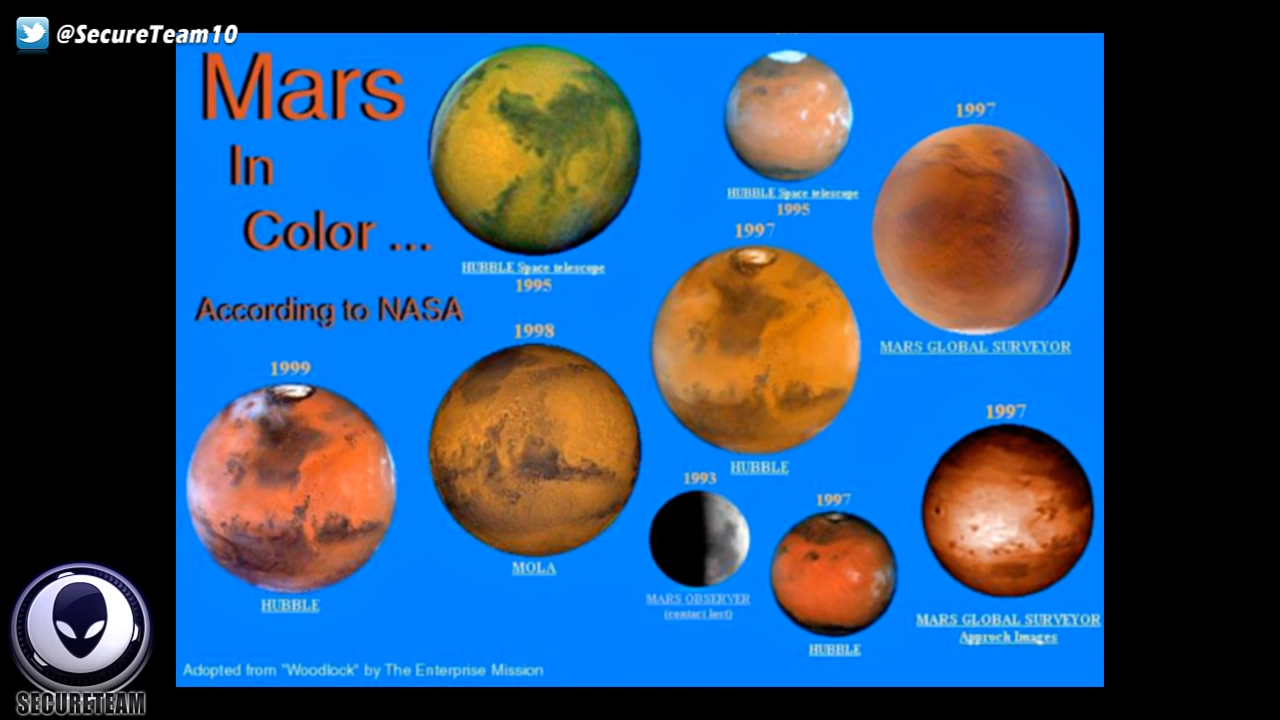 @SecureTeam10
Mars
In
Color ...
According to NASA
HUBBLE Space telescope
1995
HUBBLE Space telescope
1995
1997
MARS GLOBAL SURVEYOR
1997
HUBBLE
1998
MOLA
1999
HUBBLE
1993
MARS OBSERVER
(contact lost)
1997
HUBBLE
1997
MARS GLOBAL SURVEYOR
Approch Images
Adopted from "Woodlock" by The Enterprise Mission
SECURETEAM